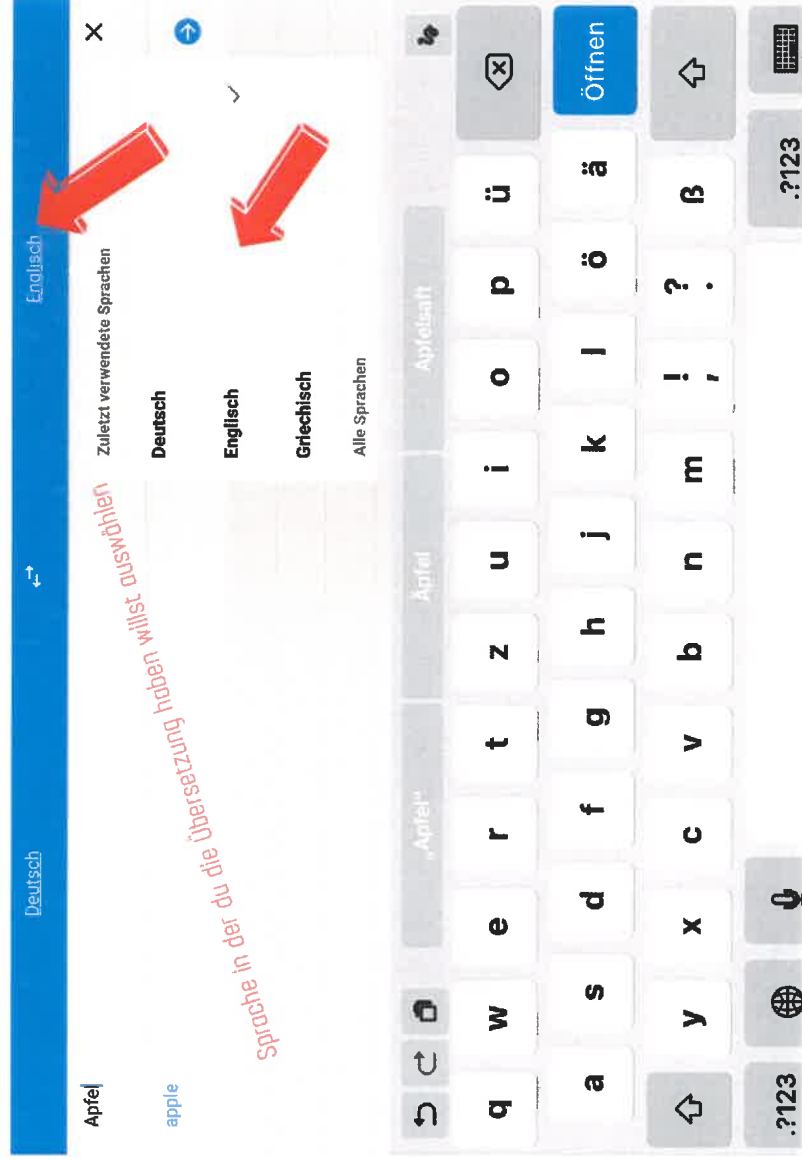 Deutsch
Englisch
Apfel
apple
Zuletzt verwendete Sprachen
Deutsch
Englisch
Griechisch
Alle Sprachen
Sprache in der du die Übersetzung haben willst auswählen
„Apfel“
Äpfel
Apfelsaft
q w e r t z u i o p ü
a s d f g h j k l ö ä Öffnen
y x c v b n m ! , ? . ß
.?123
.?123